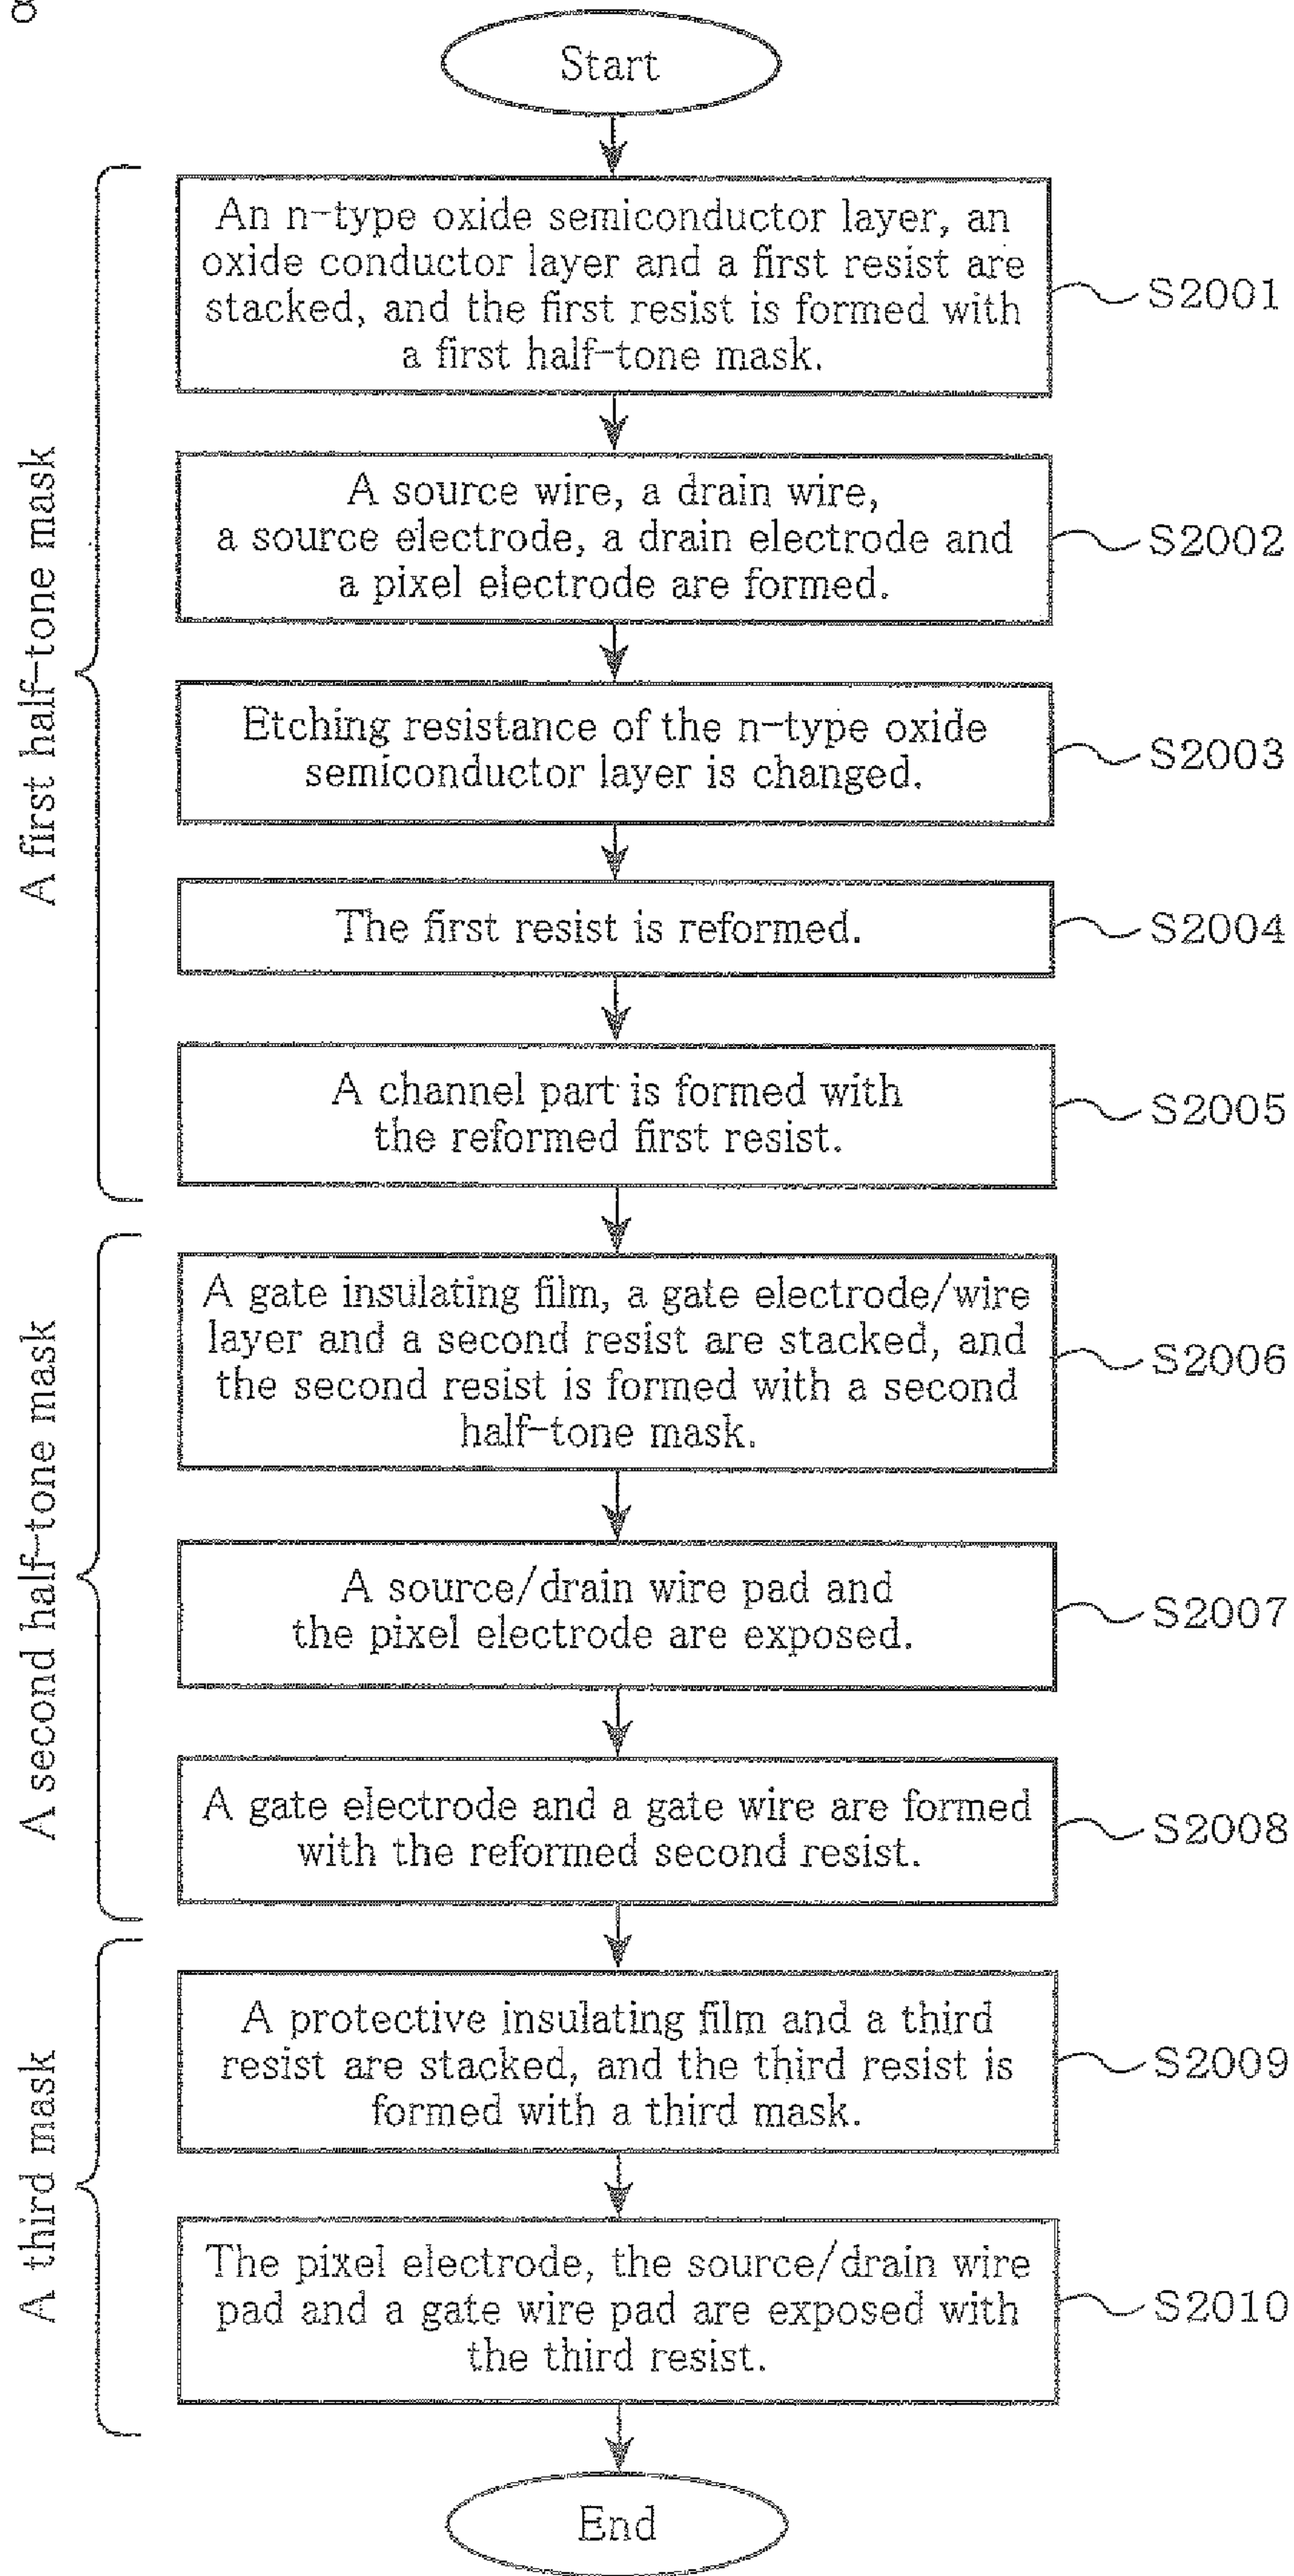 Start
A first half-tone mask
An n-type oxide semiconductor layer, an
oxide conductor layer and a first resist are
stacked, and the first resist is formed with
a first half-tone mask.
S2001
A source wire, a drain wire,
a source electrode, a drain electrode and
a pixel electrode are formed.
S2002
Etching resistance of the n-type oxide
semiconductor layer is changed.
S2003
The first resist is reformed.
S2004
A channel part is formed with
the reformed first resist.
S2005
A second half-tone mask
A gate insulating film, a gate electrode/wire
layer and a second resist are stacked, and
the second resist is formed with a second
half-tone mask.
S2006
A source/drain wire pad and
the pixel electrode are exposed.
S2007
A gate electrode and a gate wire are formed
with the reformed second resist.
S2008
A third mask
A protective insulating film and a third
resist are stacked, and the third resist is
formed with a third mask.
S2009
The pixel electrode, the source/drain wire
pad and a gate wire pad are exposed with
the third resist.
S2010
End